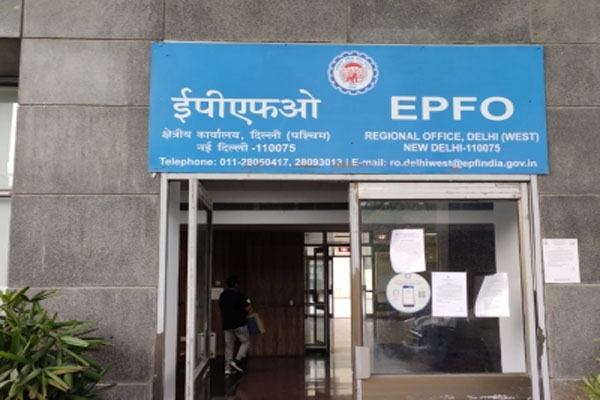 ईपीएफओ
क्षेत्रीय कार्यालय, दिल्ली (पश्चिम)
नई दिल्ली -110075
EPFO
REGIONAL OFFICE, DELHI (WEST)
NEW DELHI-110075
Telephone: 011-28050417, 28093013 E-mail: ro.delhiwest@epfindia.gov.in